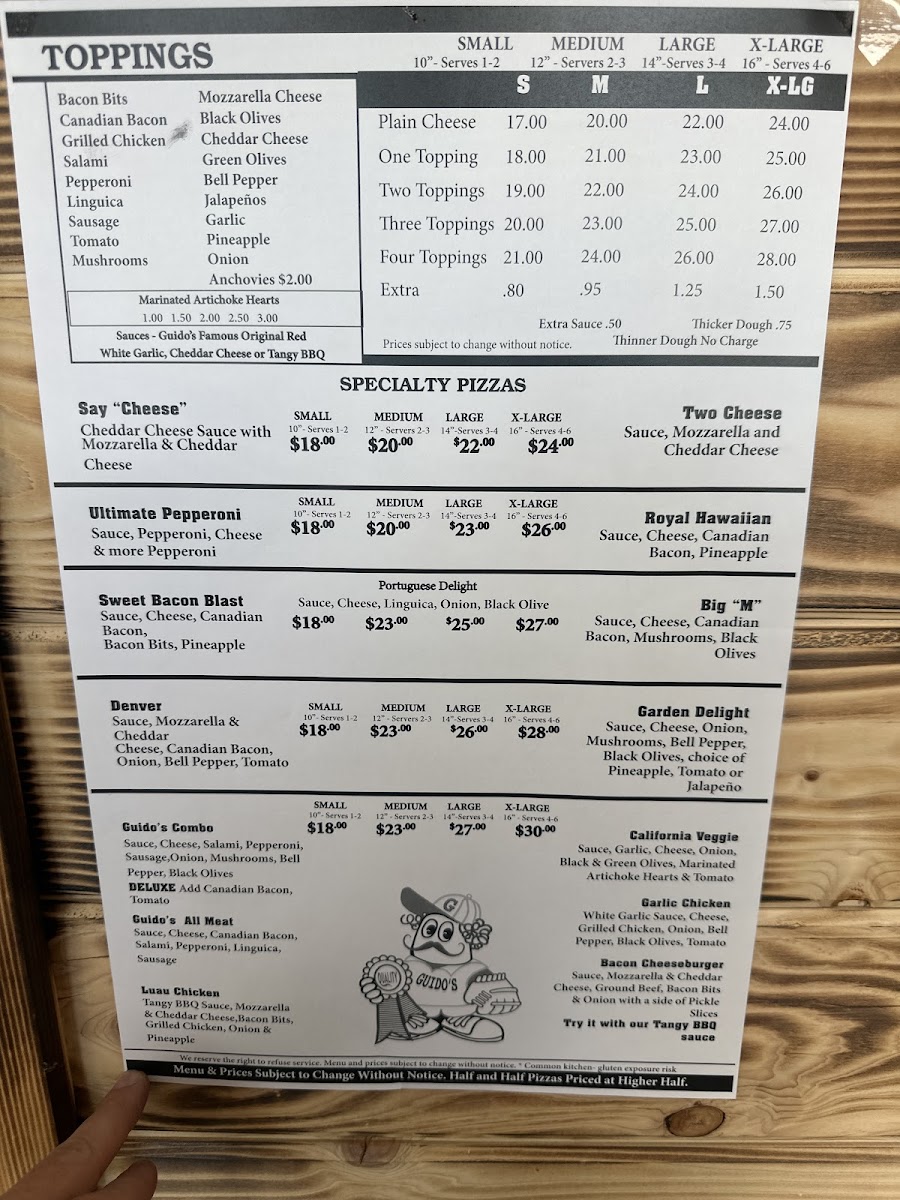 TOPPINGS
SMALL MEDIUM LARGE X-LARGE
10"- Serves 1-2 12" - Servers 2-3 14"-Serves 3-4 16" - Serves 4-6
S M L X-LG
Bacon Bits
Canadian Bacon
Grilled Chicken
Salami
Pepperoni
Linguica
Sausage
Tomato
Mushrooms
Mozzarella Cheese
Black Olives
Cheddar Cheese
Green Olives
Bell Pepper
Jalapeños
Garlic
Pineapple
Onion
Anchovies $2.00
Marinated Artichoke Hearts
1.00 1.50 2.00 2.50 3.00
Sauces - Guido's Famous Original Red
White Garlic, Cheddar Cheese or Tangy BBQ
Plain Cheese 17.00 20.00 22.00 24.00
One Topping 18.00 21.00 23.00 25.00
Two Toppings 19.00 22.00 24.00 26.00
Three Toppings 20.00 23.00 25.00 27.00
Four Toppings 21.00 24.00 26.00 28.00
Extra .80 .95 1.25 1.50
Extra Sauce .50 Thicker Dough .75
Prices subject to change without notice. Thinner Dough No Charge
SPECIALTY PIZZAS
Say "Cheese"
Cheddar Cheese Sauce with
Mozzarella & Cheddar
Cheese
SMALL MEDIUM LARGE X-LARGE
10"- Serves 1-2 12" - Servers 2-3 14"-Serves 3-4 16" - Serves 4-6
$18.00 $20.00 $22.00 $24.00
Two Cheese
Sauce, Mozzarella and
Cheddar Cheese
Ultimate Pepperoni
Sauce, Pepperoni, Cheese
& more Pepperoni
SMALL MEDIUM LARGE X-LARGE
10"- Serves 1-2 12" - Servers 2-3 14"-Serves 3-4 16" - Serves 4-6
$18.00 $20.00 $23.00 $26.00
Royal Hawaiian
Sauce, Cheese, Canadian
Bacon, Pineapple
Sweet Bacon Blast
Sauce, Cheese, Canadian
Bacon,
Bacon Bits, Pineapple
Portuguese Delight
Sauce, Cheese, Linguica, Onion, Black Olive
$18.00 $23.00 $25.00 $27.00
Big "M"
Sauce, Cheese, Canadian
Bacon, Mushrooms, Black
Olives
Denver
Sauce, Mozzarella &
Cheddar
Cheese, Canadian Bacon,
Onion, Bell Pepper, Tomato
SMALL MEDIUM LARGE X-LARGE
10"- Serves 1-2 12" - Servers 2-3 14"-Serves 3-4 16" - Serves 4-6
$18.00 $23.00 $26.00 $28.00
Garden Delight
Sauce, Cheese, Onion,
Mushrooms, Bell Pepper,
Black Olives, choice of
Pineapple, Tomato or
Jalapeño
SMALL MEDIUM LARGE X-LARGE
10"- Serves 1-2 12" - Servers 2-3 14"-Serves 3-4 16" - Serves 4-6
$18.00 $23.00 $27.00 $30.00
Guido's Combo
Sauce, Cheese, Salami, Pepperoni,
Sausage,Onion, Mushrooms, Bell
Pepper, Black Olives
DELUXE Add Canadian Bacon,
Tomato
Guido's All Meat
Sauce, Cheese, Canadian Bacon,
Salami, Pepperoni, Linguica,
Sausage
Luau Chicken
Tangy BBQ Sauce, Mozzarella
& Cheddar Cheese,Bacon Bits,
Grilled Chicken, Onion &
Pineapple
G
QUALITY
GUIDO'S
California Veggie
Sauce, Garlic, Cheese, Onion,
Black & Green Olives, Marinated
Artichoke Hearts & Tomato
Garlic Chicken
White Garlic Sauce, Cheese,
Grilled Chicken, Onion, Bell
Pepper, Black Olives, Tomato
Bacon Cheeseburger
Sauce, Mozzarella & Cheddar
Cheese, Ground Beef, Bacon Bits
& Onion with a side of Pickle
Slices
Try it with our Tangy BBQ
sauce
We reserve the right to refuse service. Menu and prices subject to change without notice. * Common kitchen- gluten exposure risk
Menu & Prices Subject to Change Without Notice. Half and Half Pizzas Priced at Higher Half.